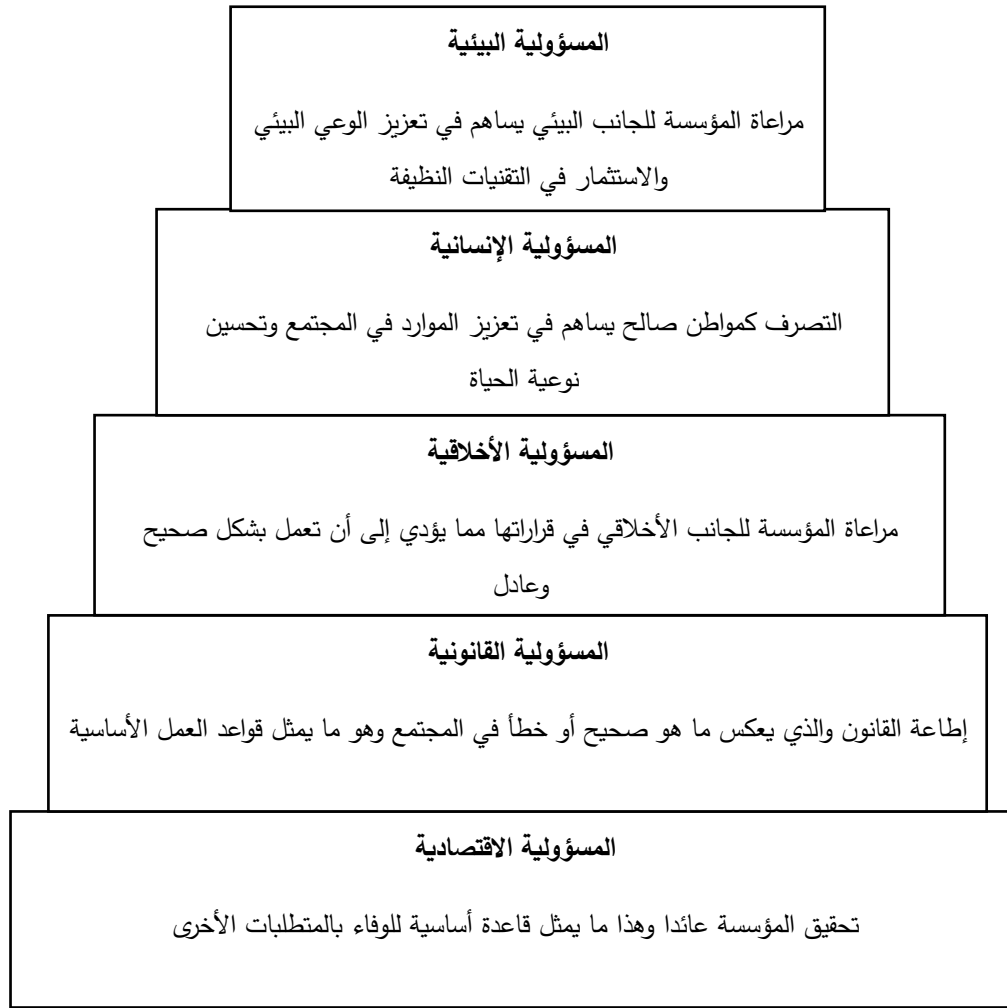 المسؤولية البيئية
مراعاة المؤسسة للجانب البيئي يساهم في تعزيز الوعي البيئي
والاستثمار في التقنيات النظيفة
المسؤولية الإنسانية
التصرف كمواطن صالح يساهم في تعزيز الموارد في المجتمع وتحسين
نوعية الحياة
المسؤولية الأخلاقية
مراعاة المؤسسة للجانب الأخلاقي في قراراتها مما يؤدي إلى أن تعمل بشكل صحيح
وعادل
المسؤولية القانونية
إطاعة القانون والذي يعكس ما هو صحيح أو خطأ في المجتمع وهو ما يمثل قواعد العمل الأساسية
المسؤولية الاقتصادية
تحقيق المؤسسة عائدا وهذا ما يمثل قاعدة أساسية للوفاء بالمتطلبات الأخرى